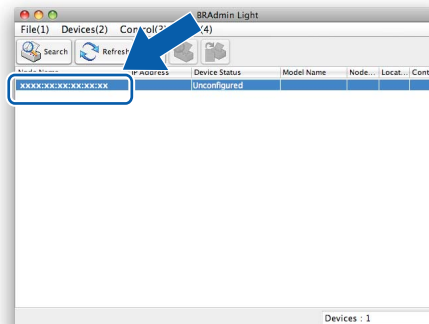 BRAdmin Light
File(1) Devices(2) (4)
Search Refresh
IP Address Device Status Model Name Node... Locat... Cont
xxxx:xx:xx:xx:xx:xx Unconfigured
Devices : 1